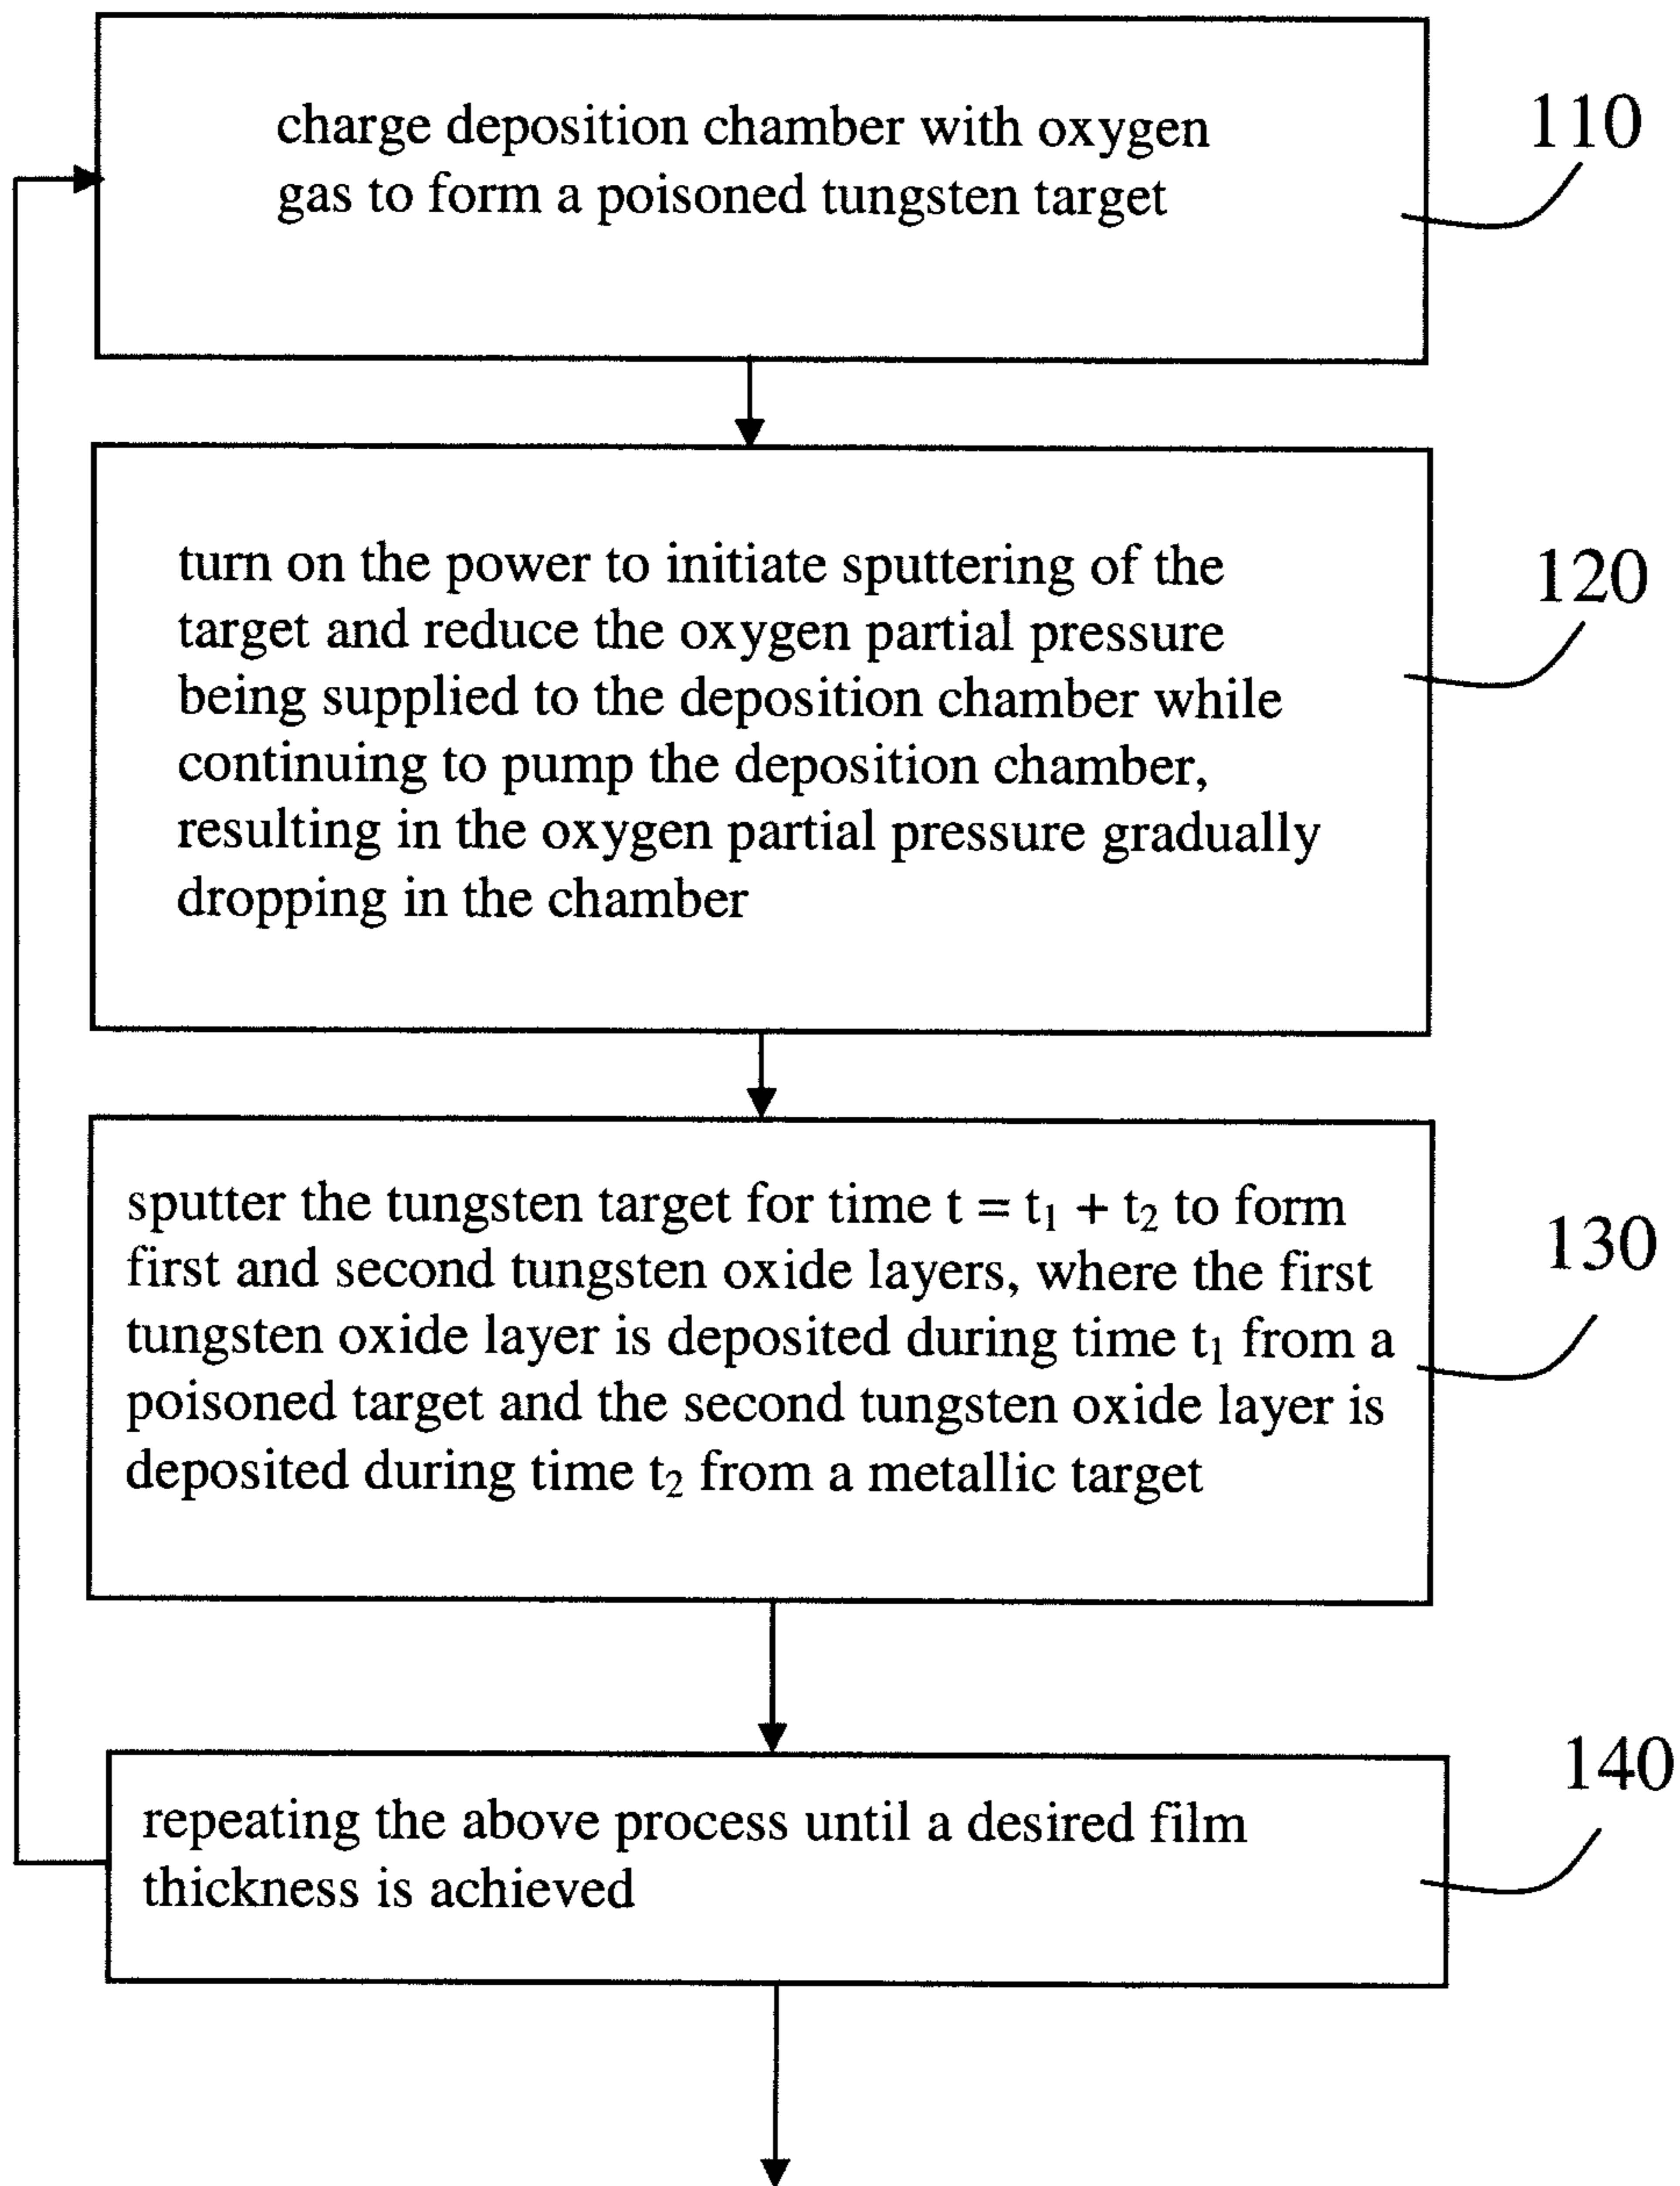 charge deposition chamber with oxygen
gas to form a poisoned tungsten target
110
turn on the power to initiate sputtering of the
target and reduce the oxygen partial pressure
being supplied to the deposition chamber while
continuing to pump the deposition chamber,
resulting in the oxygen partial pressure gradually
dropping in the chamber
120
sputter the tungsten target for time t = t₁ + t₂ to form
first and second tungsten oxide layers, where the first
tungsten oxide layer is deposited during time t₁ from a
poisoned target and the second tungsten oxide layer is
deposited during time t₂ from a metallic target
130
repeating the above process until a desired film
thickness is achieved
140